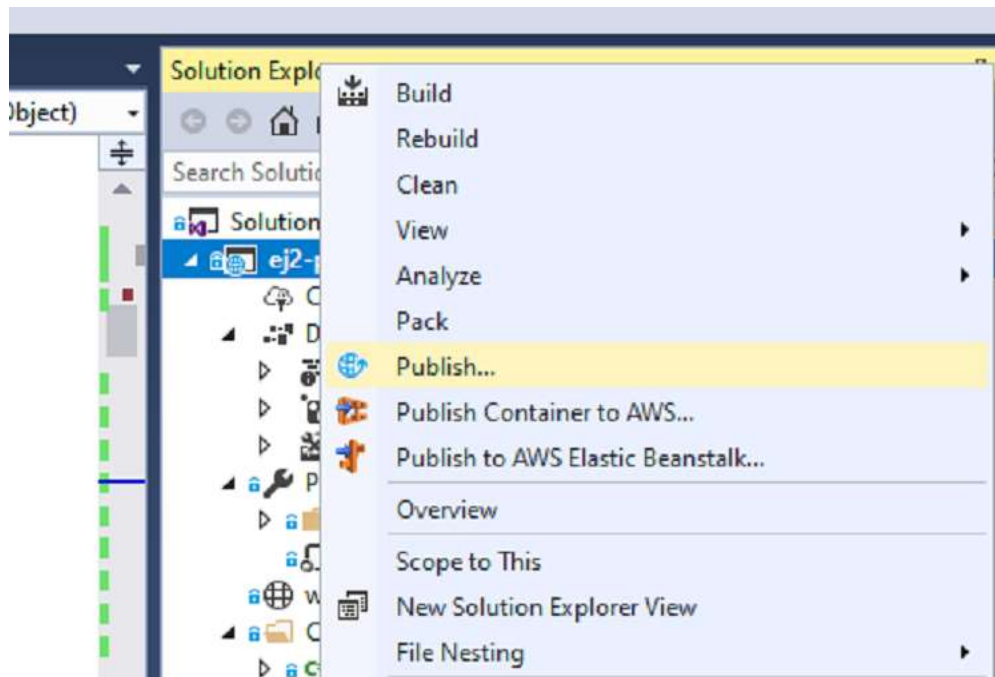 Object)
Solution Explo
Search Solutio
Solution
ej2-p
C
D
P
w
C
C
Build
Rebuild
Clean
View
Analyze
Pack
Publish...
Publish Container to AWS...
Publish to AWS Elastic Beanstalk...
Overview
Scope to This
New Solution Explorer View
File Nesting